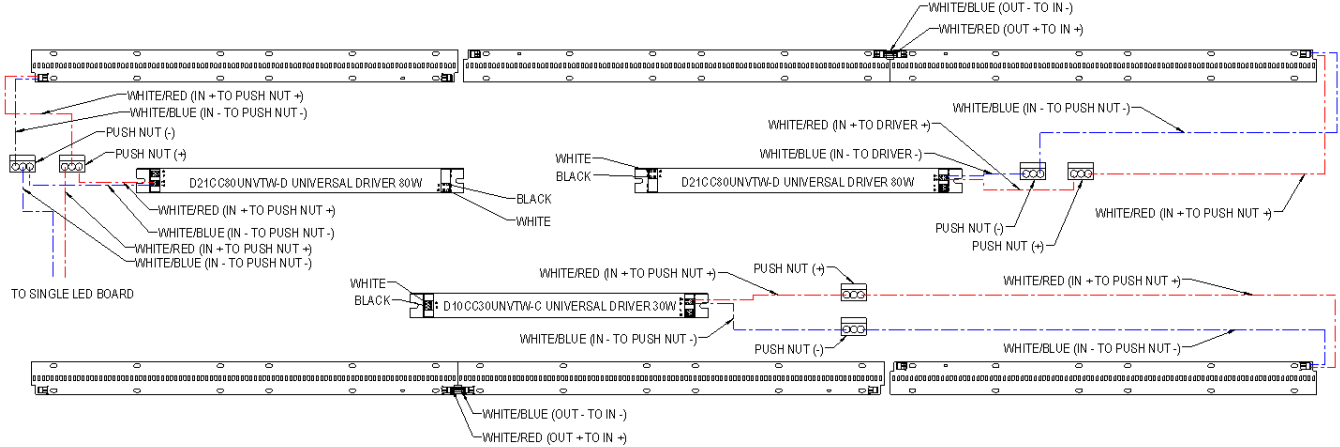 WHITE/BLUE (OUT - TO IN -)
WHITE/RED (OUT + TO IN +)
WHITE/RED (IN + TO PUSH NUT +)
WHITE/BLUE (IN - TO PUSH NUT -)
PUSH NUT (-)
PUSH NUT (+)
WHITE/BLUE (IN - TO PUSH NUT -)
WHITE/RED (IN + TO DRIVER +)
WHITE/BLUE (IN - TO DRIVER -)
WHITE
BLACK
D21CC80UNVTW-D UNIVERSAL DRIVER 80W
D21CC80UNVTW-D UNIVERSAL DRIVER 80W
BLACK
WHITE
WHITE/RED (IN + TO PUSH NUT +)
WHITE/BLUE (IN - TO PUSH NUT -)
WHITE/RED (IN + TO PUSH NUT +)
WHITE/BLUE (IN - TO PUSH NUT -)
WHITE/RED (IN + TO PUSH NUT +)
PUSH NUT (-)
PUSH NUT (+)
TO SINGLE LED BOARD
WHITE
BLACK
D10CC30UNVTW-C UNIVERSAL DRIVER 30W
WHITE/RED (IN + TO PUSH NUT +)
PUSH NUT (+)
WHITE/RED (IN + TO PUSH NUT +)
WHITE/BLUE (IN - TO PUSH NUT -)
PUSH NUT (-)
WHITE/BLUE (IN - TO PUSH NUT -)
WHITE/BLUE (OUT - TO IN -)
WHITE/RED (OUT + TO IN +)